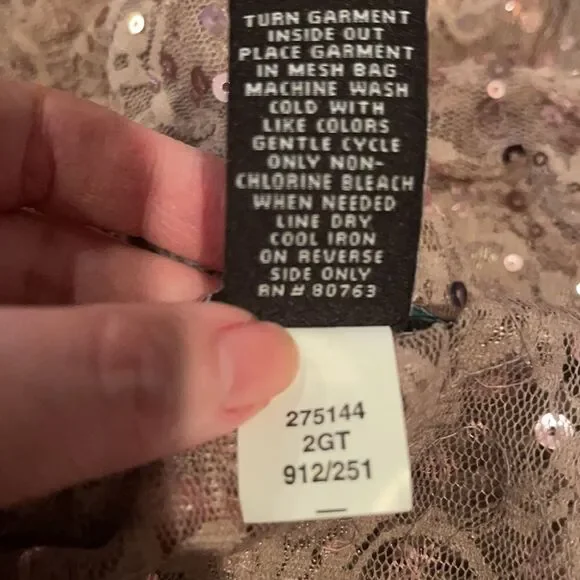 TURN GARMENT
INSIDE OUT
PLACE GARMENT
IN MESH BAG
MACHINE WASH
COLD WITH
LIKE COLORS
GENTLE CYCLE
ONLY NON-
CHLORINE BLEACH
WHEN NEEDED
LINE DRY
COOL IRON
ON REVERSE
SIDE ONLY
RN # 80763
275144
2GT
912/251